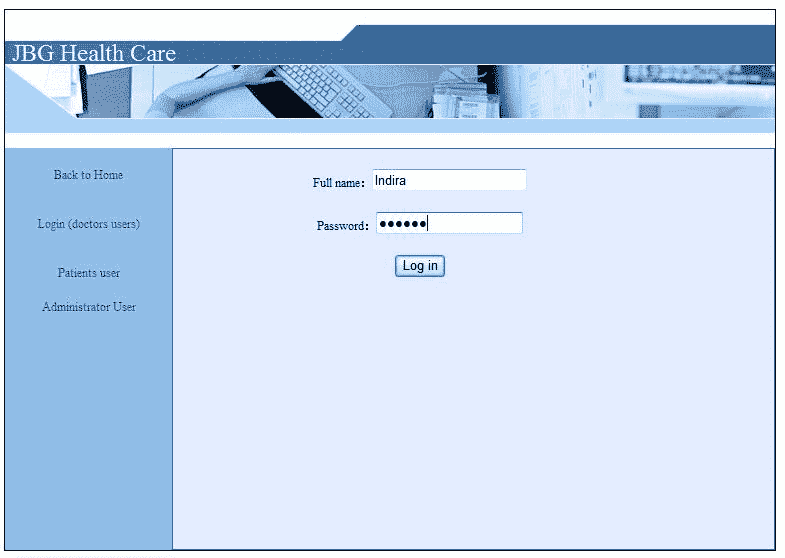 JBG Health Care
Back to Home
Login (doctors users)
Patients user
Administrator User
Full name: Indira
Password: ●●●●●●
Log in